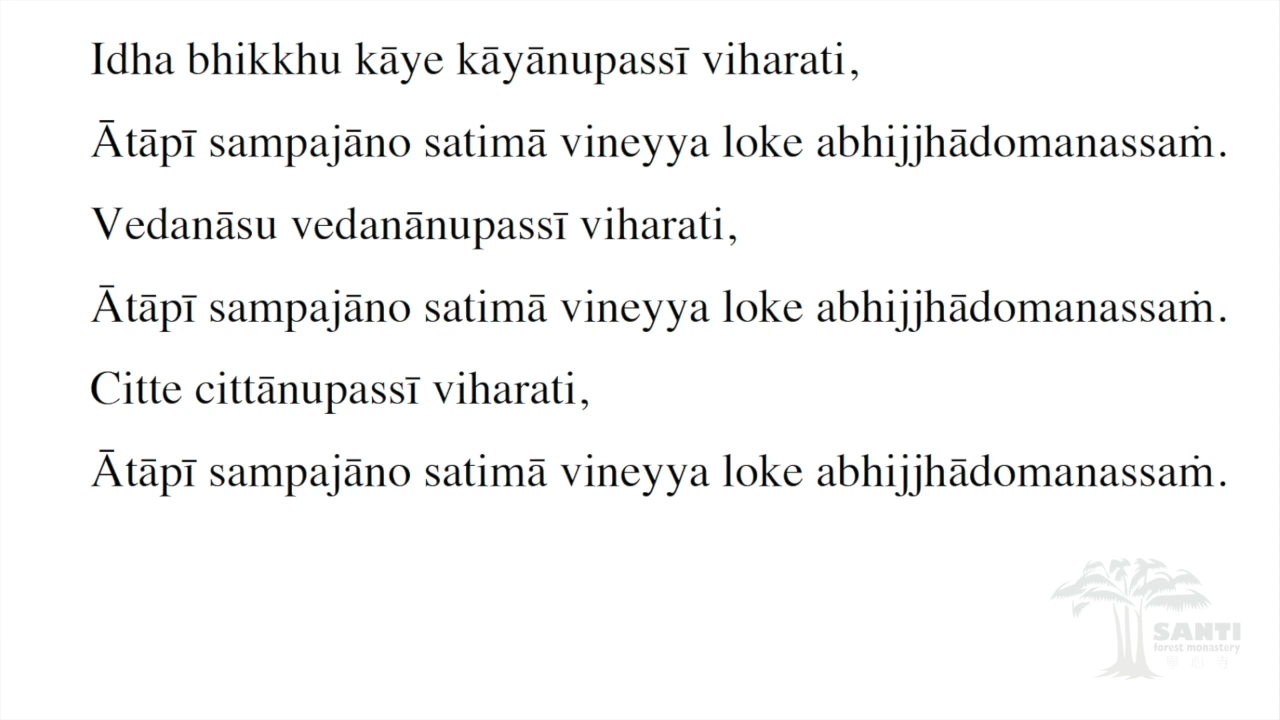 Idha bhikkhu kāye kāyānupassī viharati,
Ātāpī sampajāno satimā vineyya loke abhijjhādomanassaṁ.
Vedanāsu vedanānupassī viharati,
Ātāpī sampajāno satimā vineyya loke abhijjhādomanassaṁ.
Citte cittānupassī viharati,
Ātāpī sampajāno satimā vineyya loke abhijjhādomanassaṁ.
SANTI
forest monastery